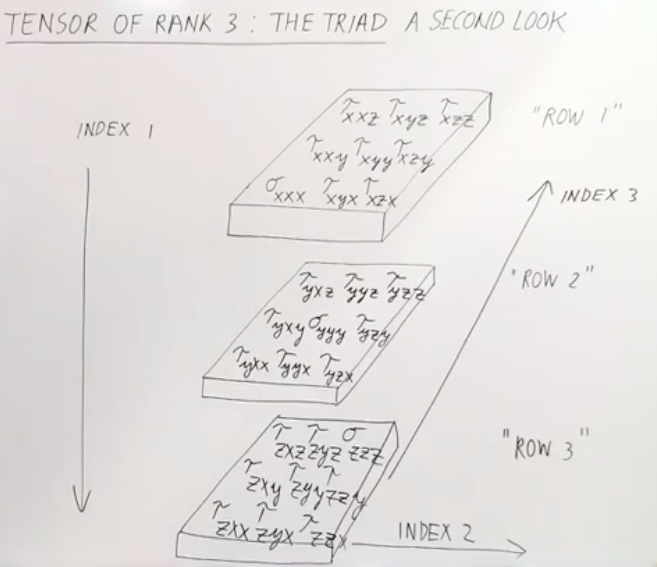 TENSOR OF RANK 3 : THE TRIAD A SECOND LOOK
INDEX 1
τxxz τxyz τxzz
"ROW 1"
τxxy τxyy τxzy
σxxx τxyx τxzx
INDEX 3
τyxz τyyz τyzz
"ROW 2"
τyxy σyyy τyzy
τyxx τyyx τyzx
τzxz τzyz σzzz
"ROW 3"
τzxy τzyy τzzy
τzxx τzyx τzzx
INDEX 2